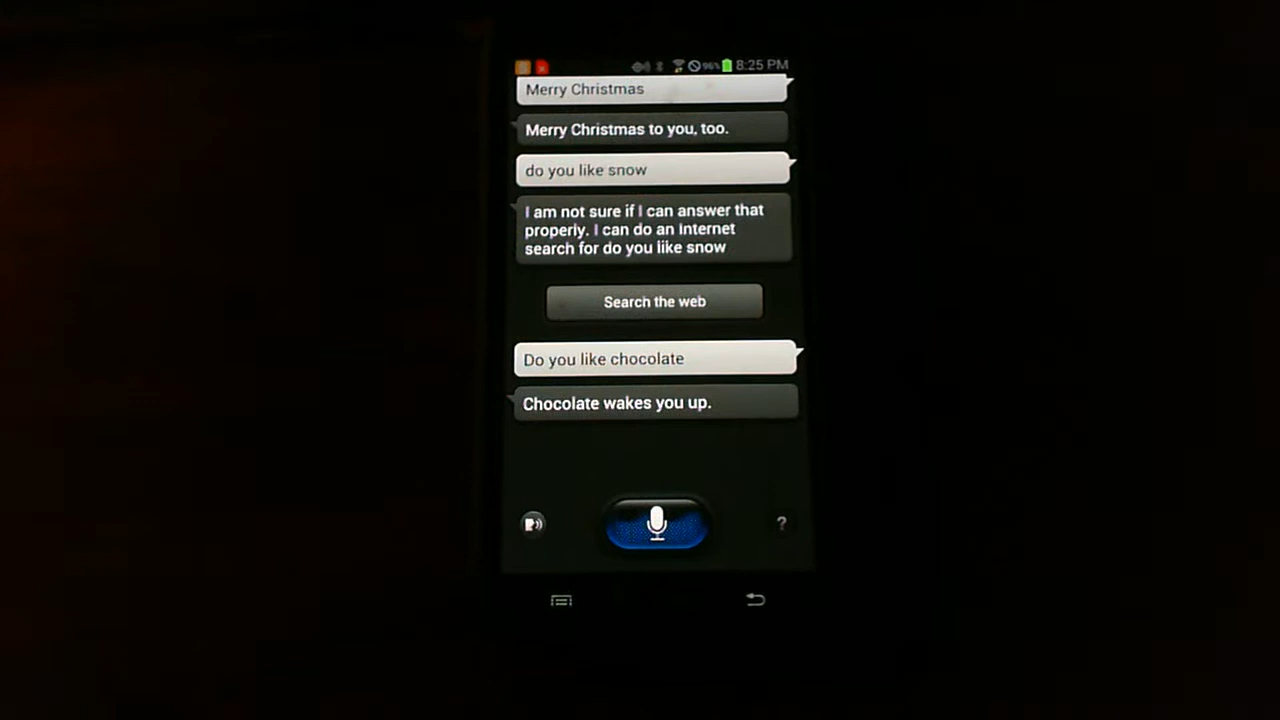 96% 8:25 PM
Merry Christmas
Merry Christmas to you, too.
do you like snow
I am not sure if I can answer that
properly. I can do an internet
search for do you like snow
Search the web
Do you like chocolate
Chocolate wakes you up.
?